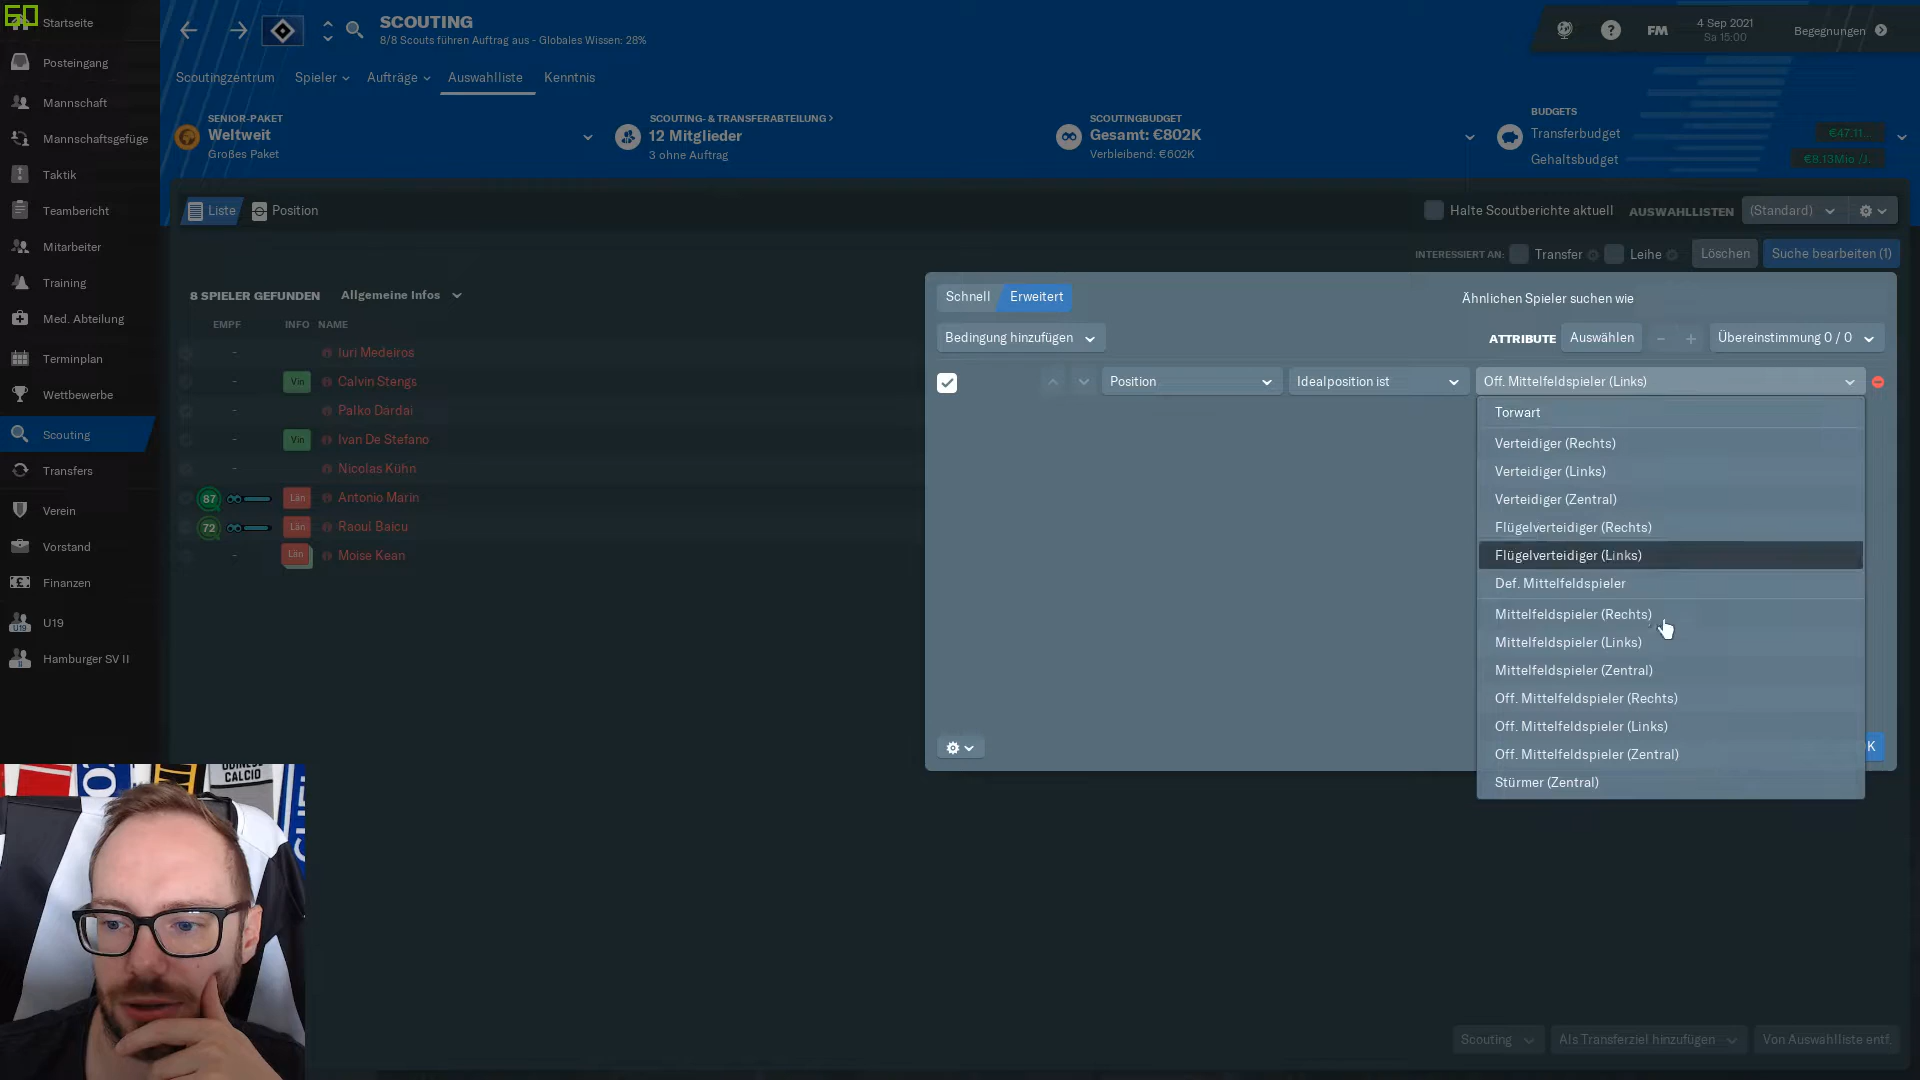 60
Startseite
SCOUTING
8/8 Scouts führen Auftrag aus - Globales Wissen: 28%
FM
4 Sep 2021
Sa 15:00
Begegnungen
Posteingang
Mannschaft
Mannschaftsgefüge
Taktik
Teambericht
Mitarbeiter
Training
Med. Abteilung
Terminplan
Wettbewerbe
Scouting
Transfers
Verein
Vorstand
Finanzen
U19
Hamburger SV II
Scoutingzentrum
Spieler
Aufträge
Auswahlliste
Kenntnis
SENIOR-PAKET
Weltweit
Großes Paket
SCOUTING- & TRANSFERABTEILUNG >
12 Mitglieder
3 ohne Auftrag
SCOUTINGBUDGET
Gesamt: €802K
Verbleibend: €602K
BUDGETS
Transferbudget €47.11...
Gehaltsbudget €8.13Mio /J.
Liste
Position
Halte Scoutberichte aktuell
AUSWAHLLISTEN
(Standard)
INTERESSIERT AN:
Transfer
Leihe
Löschen
Suche bearbeiten (1)
8 SPIELER GEFUNDEN
Allgemeine Infos
EMPF
INFO
NAME
- Iuri Medeiros
- Vin Calvin Stengs
- Palko Dárdai
- Vin Ivan De Stefano
- Nicolas Kühn
87 Län Antonio Marin
72 Län Raoul Baicu
- Län Moise Kean
Schnell
Erweitert
Ähnlichen Spieler suchen wie
Bedingung hinzufügen
ATTRIBUTE
Auswählen
- +
Übereinstimmung 0 / 0
Position
Idealposition ist
Off. Mittelfeldspieler (Links)
Torwart
Verteidiger (Rechts)
Verteidiger (Links)
Verteidiger (Zentral)
Flügelverteidiger (Rechts)
Flügelverteidiger (Links)
Def. Mittelfeldspieler
Mittelfeldspieler (Rechts)
Mittelfeldspieler (Links)
Mittelfeldspieler (Zentral)
Off. Mittelfeldspieler (Rechts)
Off. Mittelfeldspieler (Links)
Off. Mittelfeldspieler (Zentral)
Stürmer (Zentral)
K
CALCIO
Scouting
Als Transferziel hinzufügen
Von Auswahlliste entf.